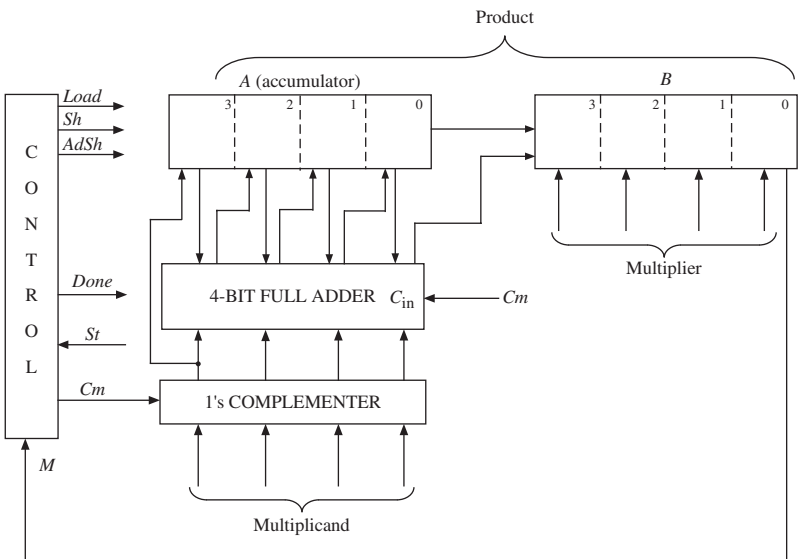 Product
A (accumulator)
B
3 2 1 0
3 2 1 0
Load
Sh
AdSh
CONTROL
Done
St
Cm
M
4-BIT FULL ADDER Cin
Cm
1's COMPLEMENTER
Multiplicand
Multiplier